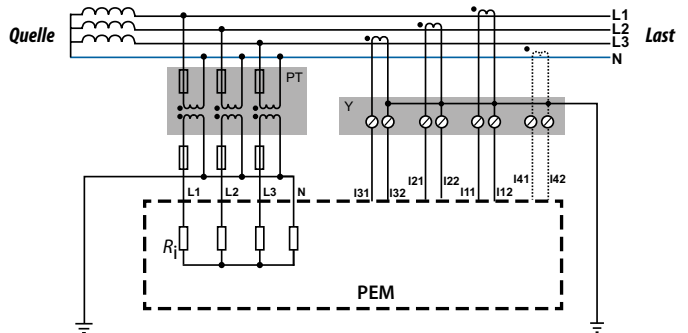 L1
Quelle
L2
L3
Last
N
PT
Y
L1
L2
L3
N
I31
I32
I21
I22
I11
I12
I41
I42
Ri
PEM